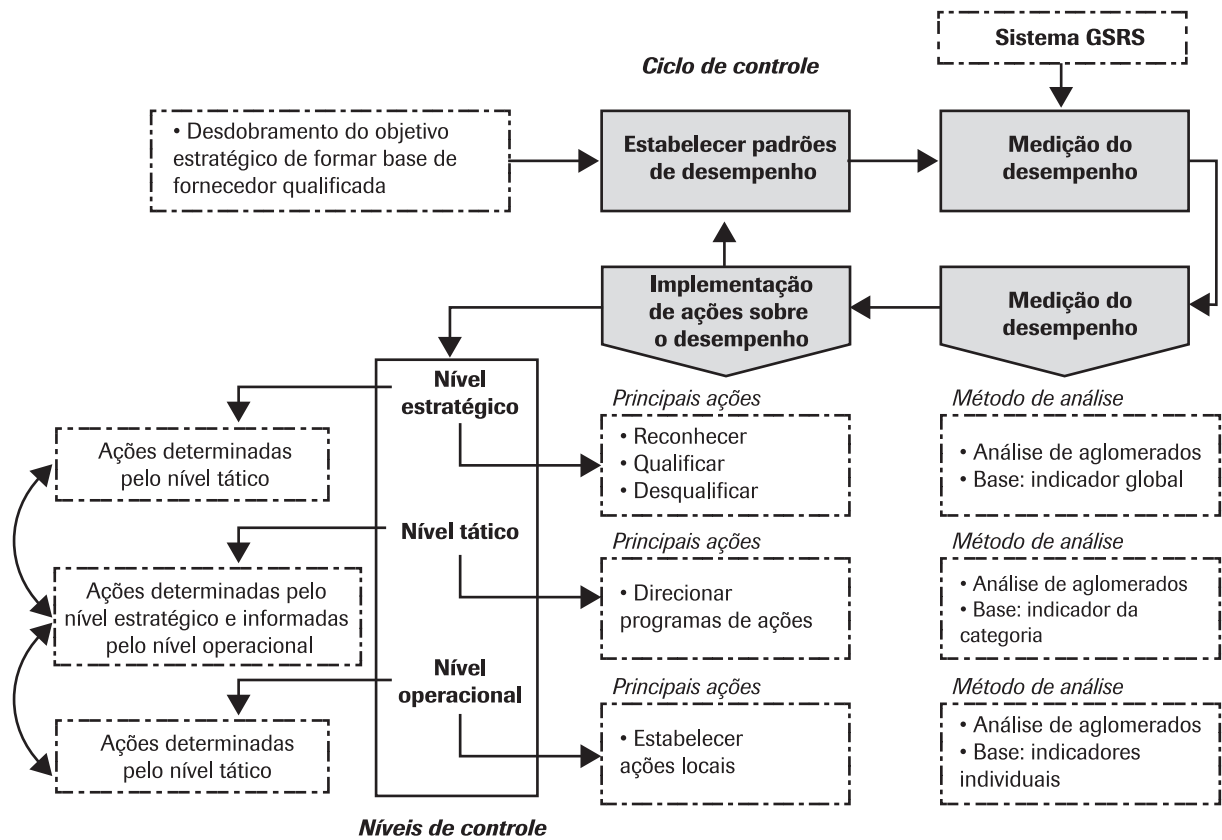 Sistema GSRS
Ciclo de controle
• Desdobramento do objetivo
estratégico de formar base de
fornecedor qualificada
Estabelecer padrões
de desempenho
Medição do
desempenho
Implementação
de ações sobre
o desempenho
Medição do
desempenho
Nível
estratégico
Principais ações
• Reconhecer
• Qualificar
• Desqualificar
Método de análise
• Análise de aglomerados
• Base: indicador global
Ações determinadas
pelo nível tático
Nível tático
Principais ações
• Direcionar
programas de ações
Método de análise
• Análise de aglomerados
• Base: indicador da
categoria
Ações determinadas pelo
nível estratégico e informadas
pelo nível operacional
Nível
operacional
Principais ações
• Estabelecer
ações locais
Método de análise
• Análise de aglomerados
• Base: indicadores
individuais
Ações determinadas
pelo nível tático
Níveis de controle